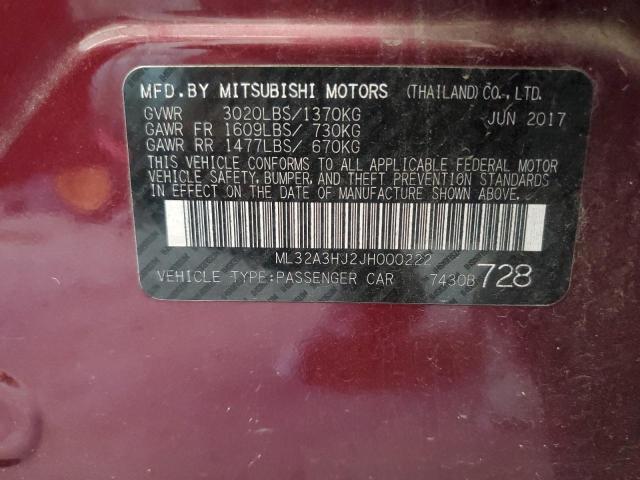 MFD.BY MITSUBISHI MOTORS (THAILAND) CO., LTD.
GVWR 3020LBS/1370KG JUN 2017
GAWR FR 1609LBS/ 730KG
GAWR RR 1477LBS/ 670KG
THIS VEHICLE CONFORMS TO ALL APPLICABLE FEDERAL MOTOR
VEHICLE SAFETY, BUMPER, AND THEFT PREVENTION STANDARDS
IN EFFECT ON THE DATE OF MANUFACTURE SHOWN ABOVE.
ML32A3HJ2JH000222
VEHICLE TYPE:PASSENGER CAR 7430B 728